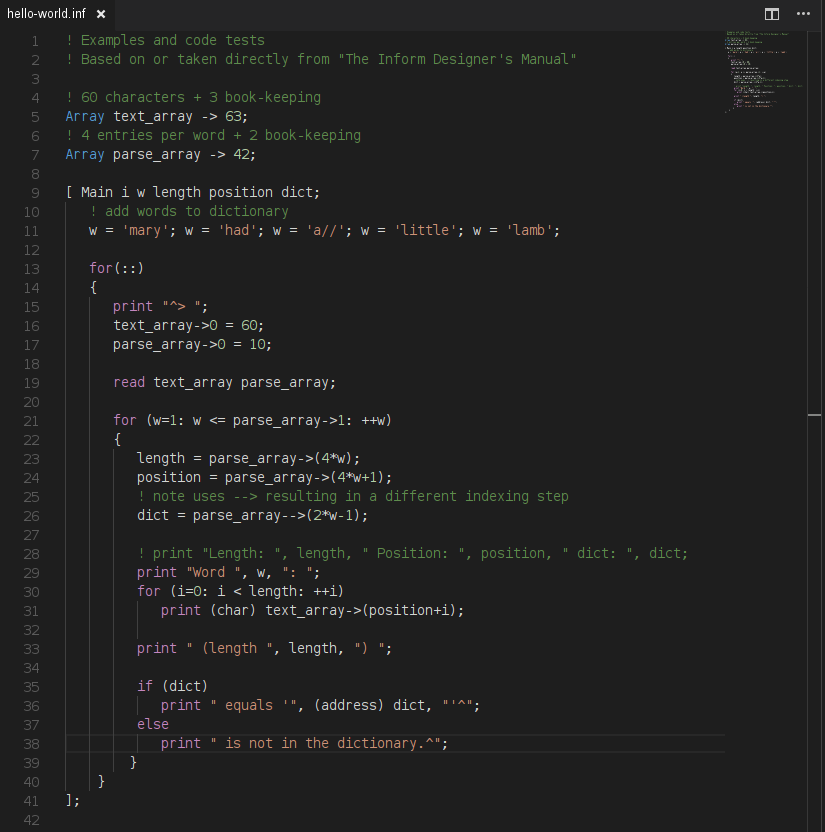 hello-world.inf ×
1 ! Examples and code tests
2 ! Based on or taken directly from "The Inform Designer's Manual"
3
4 ! 60 characters + 3 book-keeping
5 Array text_array -> 63;
6 ! 4 entries per word + 2 book-keeping
7 Array parse_array -> 42;
8
9 [ Main i w length position dict;
10    ! add words to dictionary
11    w = 'mary'; w = 'had'; w = 'a//'; w = 'little'; w = 'lamb';
12
13    for(::)
14    {
15       print "^> ";
16       text_array->0 = 60;
17       parse_array->0 = 10;
18
19       read text_array parse_array;
20
21       for (w=1: w <= parse_array->1: ++w)
22       {
23          length = parse_array->(4*w);
24          position = parse_array->(4*w+1);
25          ! note uses --> resulting in a different indexing step
26          dict = parse_array-->(2*w-1);
27
28          ! print "Length: ", length, " Position: ", position, " dict: ", dict;
29          print "Word ", w, ": ";
30          for (i=0: i < length: ++i)
31             print (char) text_array->(position+i);
32
33          print " (length ", length, ") ";
34
35          if (dict)
36             print " equals '", (address) dict, "'^";
37          else
38             print " is not in the dictionary.^";
39         }
40     }
41 ];
42